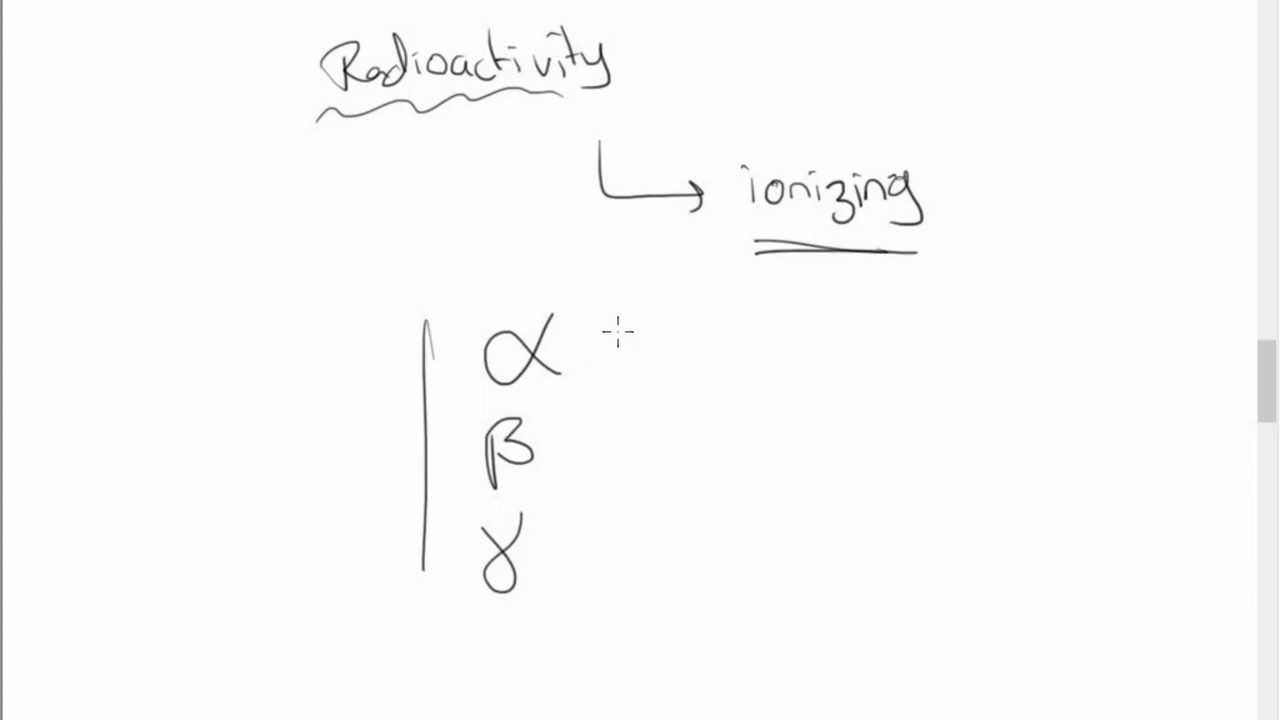 Radioactivity
ionizing
α
β
γ